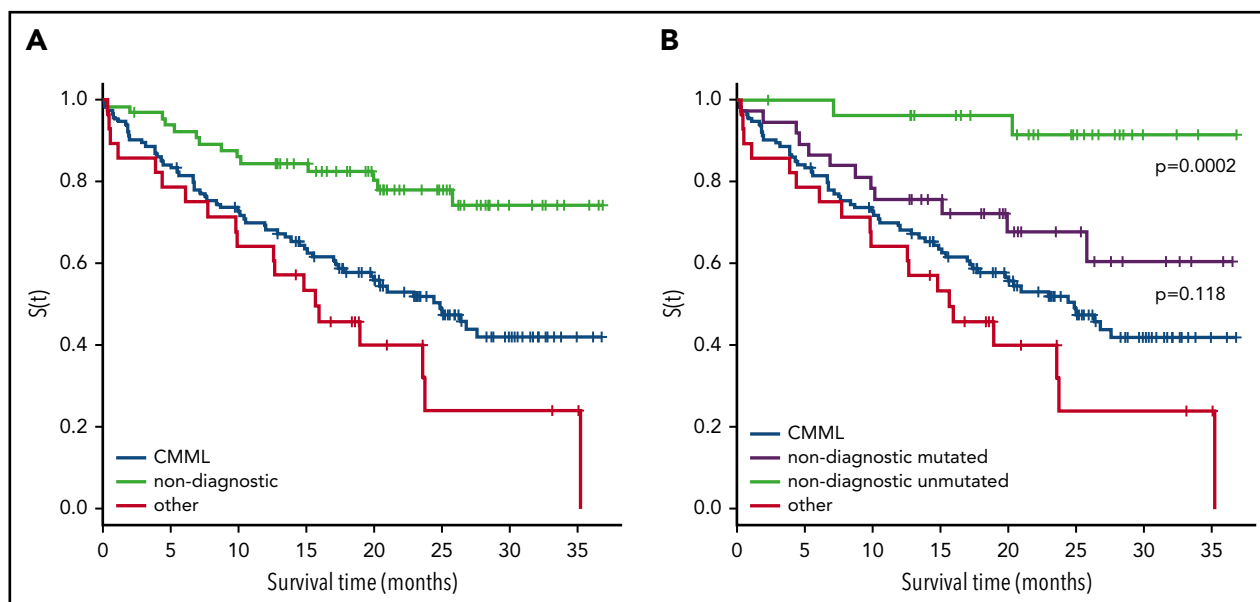 A
1.0
0.8
0.6
0.4
0.2
0.0
S(t)
CMML
non-diagnostic
other
0 5 10 15 20 25 30 35
Survival time (months)
B
1.0
0.8
0.6
0.4
0.2
0.0
S(t)
p=0.0002
p=0.118
CMML
non-diagnostic mutated
non-diagnostic unmutated
other
0 5 10 15 20 25 30 35
Survival time (months)